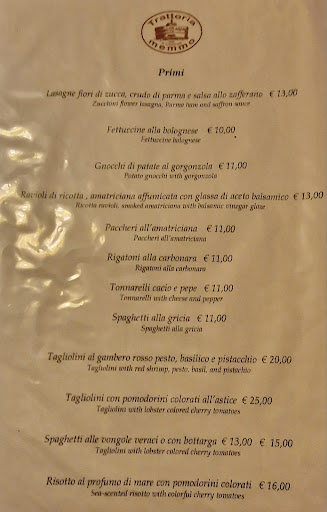 Trattoria
memmo
Primi
Lasagne fiori di zucca, crudo di parma e salsa allo zafferano € 13,00
Zucchini flower lasagna, Parma ham and saffron sauce
Fettuccine alla bolognese € 10,00
Fettuccine bolognese
Gnocchi di patate al gorgonzola € 11,00
Potato gnocchi with gorgonzola
Ravioli di ricotta , amatriciana affumicata con glassa di aceto balsamico € 13,00
Ricotta ravioli, smoked amatriciana with balsamic vinegar glaze
Paccheri all'amatriciana € 11,00
Paccheri all'amatriciana
Rigatoni alla carbonara € 11,00
Rigatoni alla carbonara
Tonnarelli cacio e pepe € 11,00
Tonnarelli with cheese and pepper
Spaghetti alla gricia € 11,00
Spaghetti alla gricia
Tagliolini al gambero rosso pesto, basilico e pistacchio € 20,00
Tagliolini with red shrimp, pesto, basil, and pistachio
Tagliolini con pomodorini colorati all'astice € 25,00
Tagliolini with lobster colored cherry tomatoes
Spaghetti alle vongole veraci o con bottarga € 13,00 € 15,00
Tagliolini with lobster colored cherry tomatoes
Risotto al profumo di mare con pomodorini colorati € 16,00
Sea-scented risotto with colorful cherry tomatoes